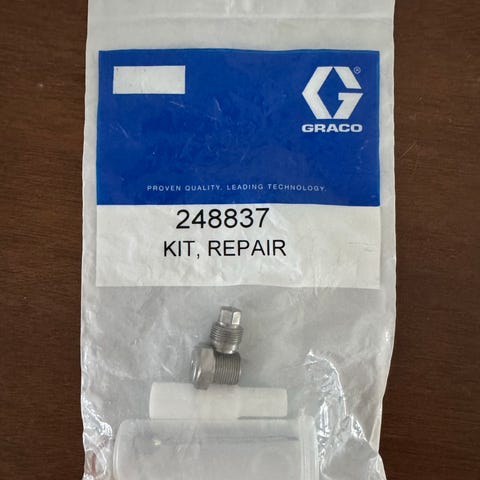 GRACO
PROVEN QUALITY. LEADING TECHNOLOGY.
248837
KIT, REPAIR